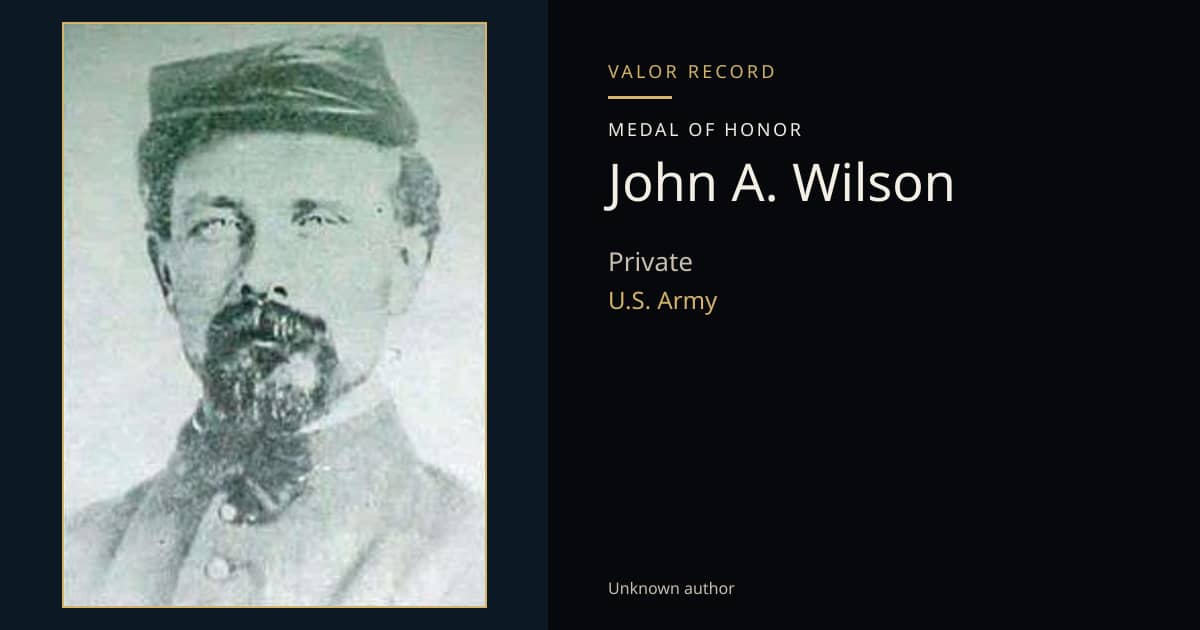 VALOR RECORD
MEDAL OF HONOR
John A. Wilson
Private
U.S. Army
Unknown author